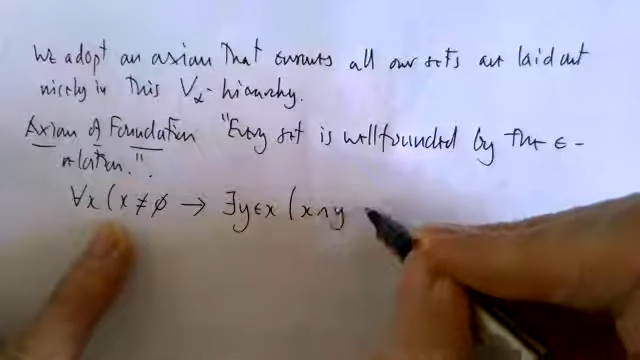 We adopt an axiom that ensures all our sets are laid out
nicely in this Vα-hierarchy.
Axiom of Foundation "Every set is wellfounded by the ∈-
relation.".
∀x(x≠∅ → ∃y∈x (x∩y